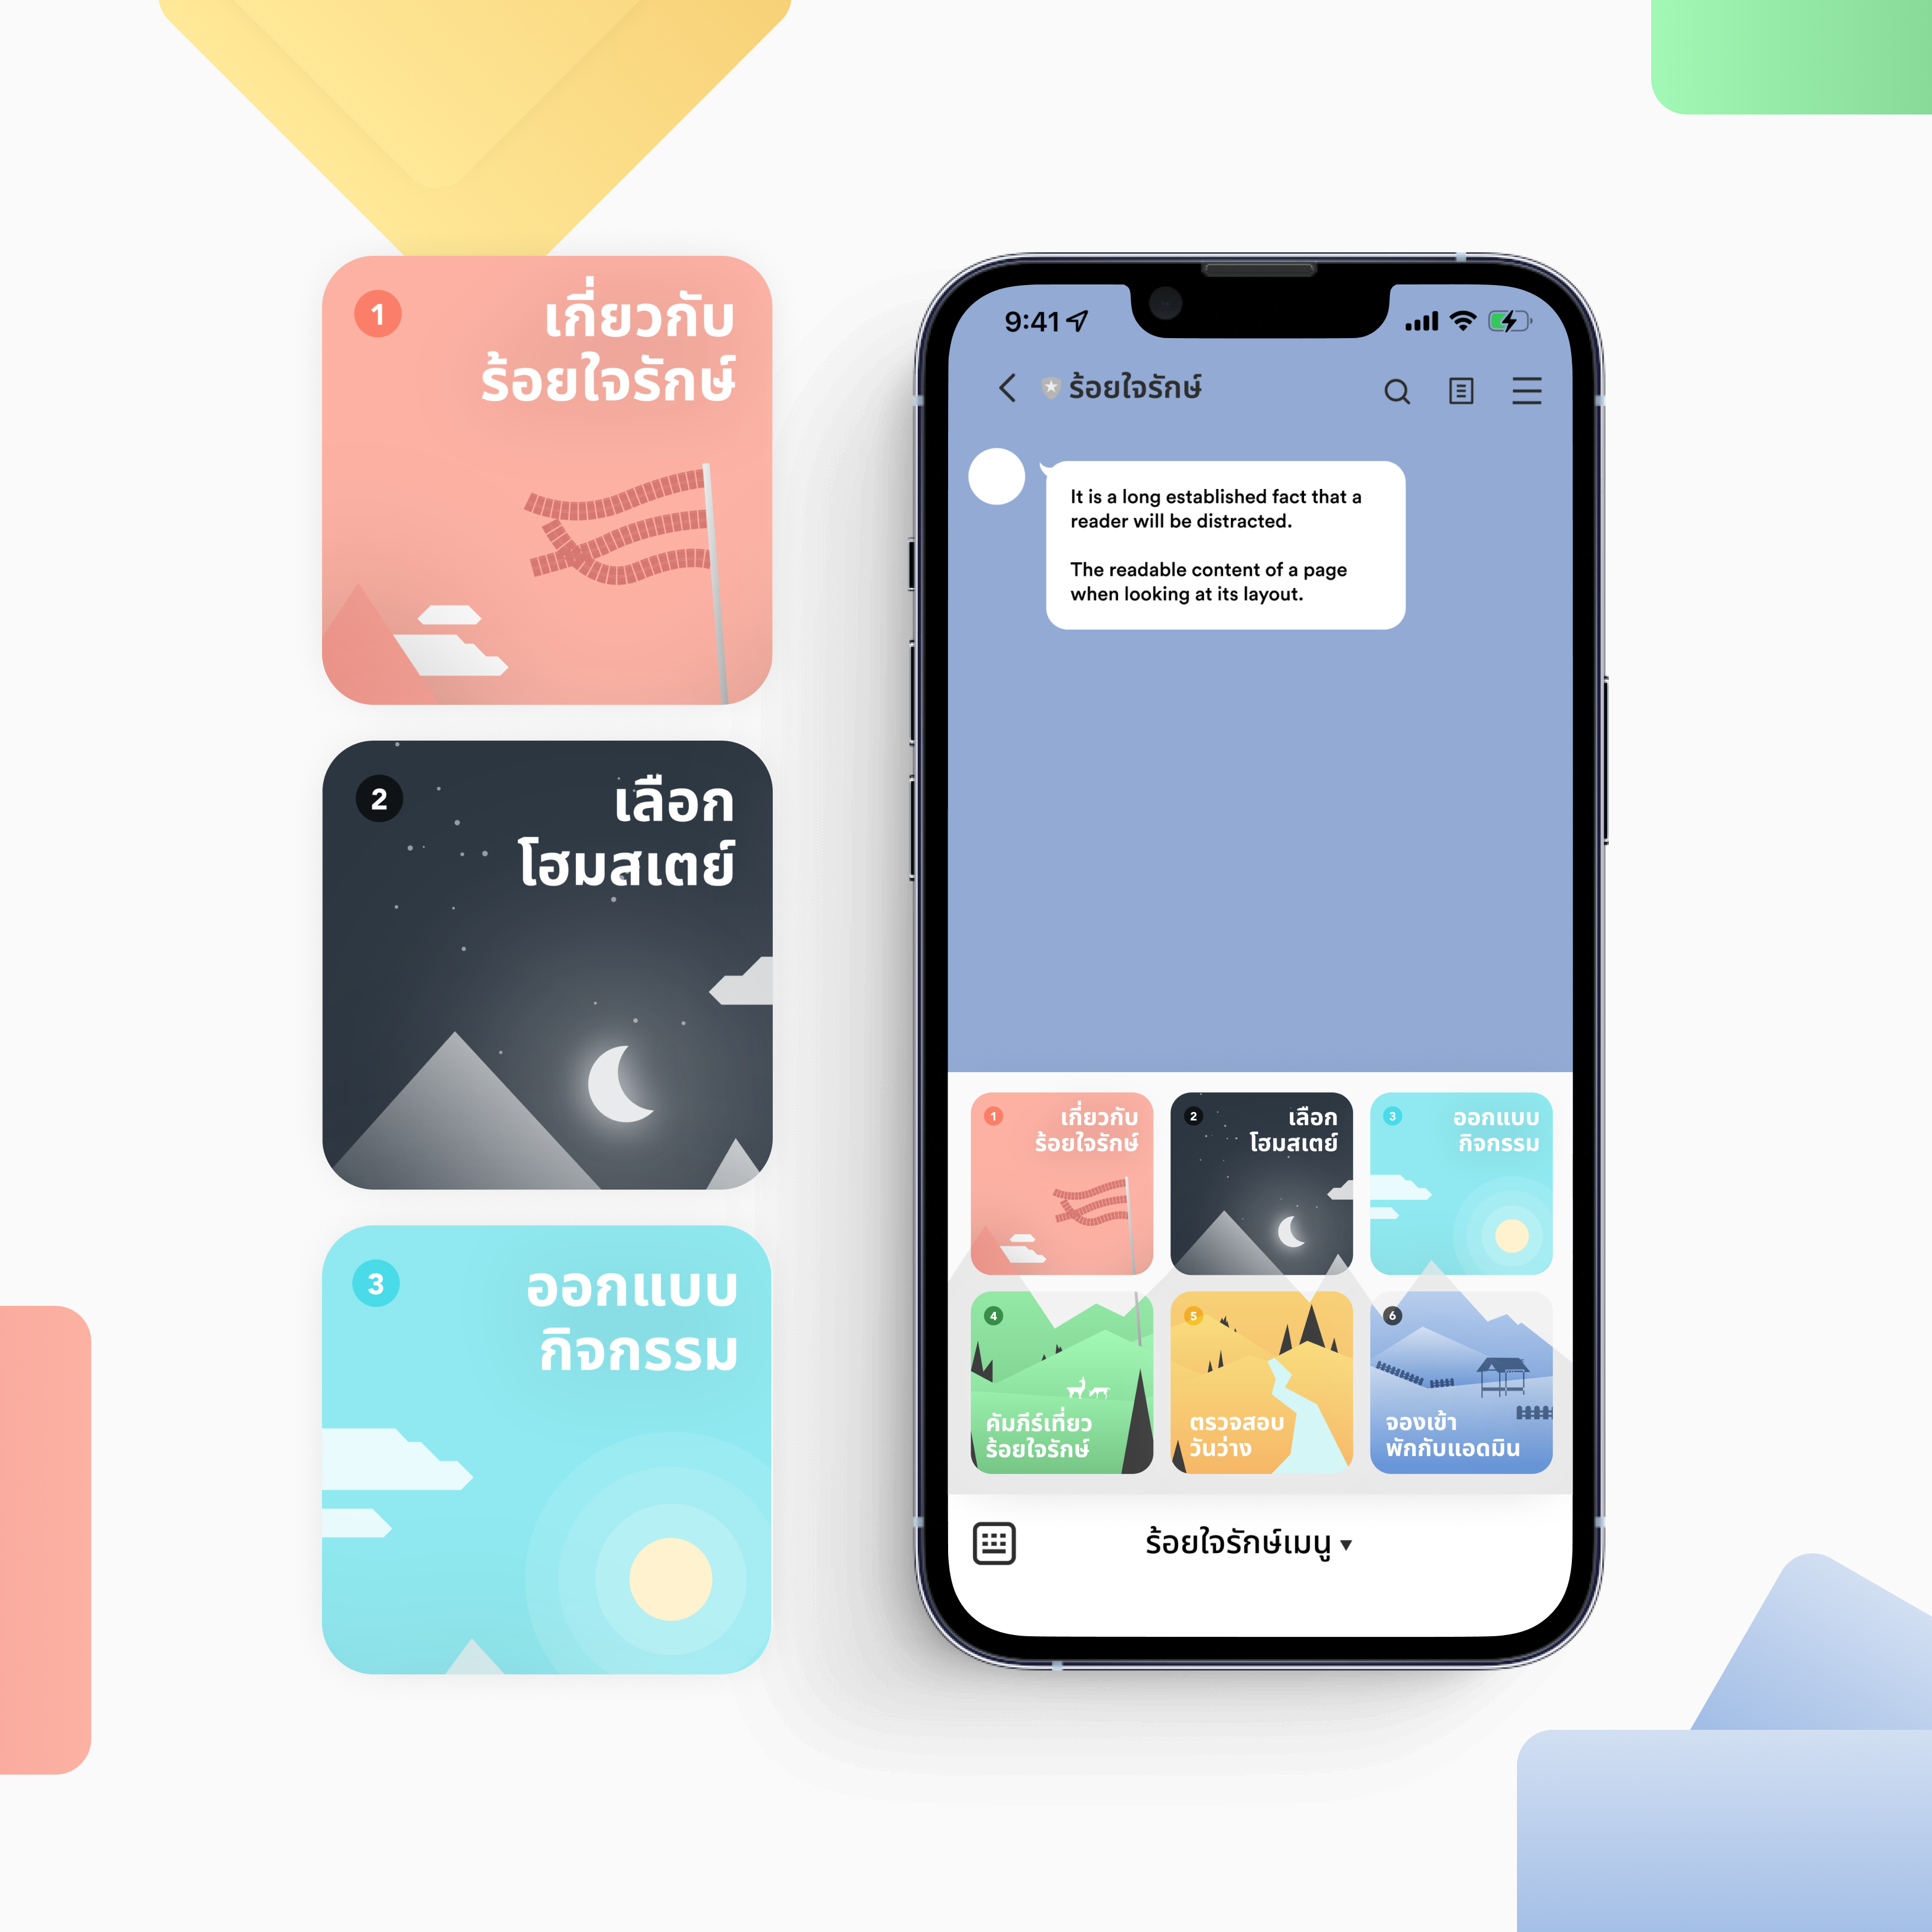 1
เกี่ยวกับ
ร้อยใจรักษ์
2
เลือก
โฮมสเตย์
3
ออกแบบ
กิจกรรม
9:41
ร้อยใจรักษ์
It is a long established fact that a
reader will be distracted.
The readable content of a page
when looking at its layout.
1
เกี่ยวกับ
ร้อยใจรักษ์
2
เลือก
โฮมสเตย์
3
ออกแบบ
กิจกรรม
4
คัมภีร์เที่ยว
ร้อยใจรักษ์
5
ตรวจสอบ
วันว่าง
6
จองเข้า
พักกับแอดมิน
ร้อยใจรักษ์เมนู